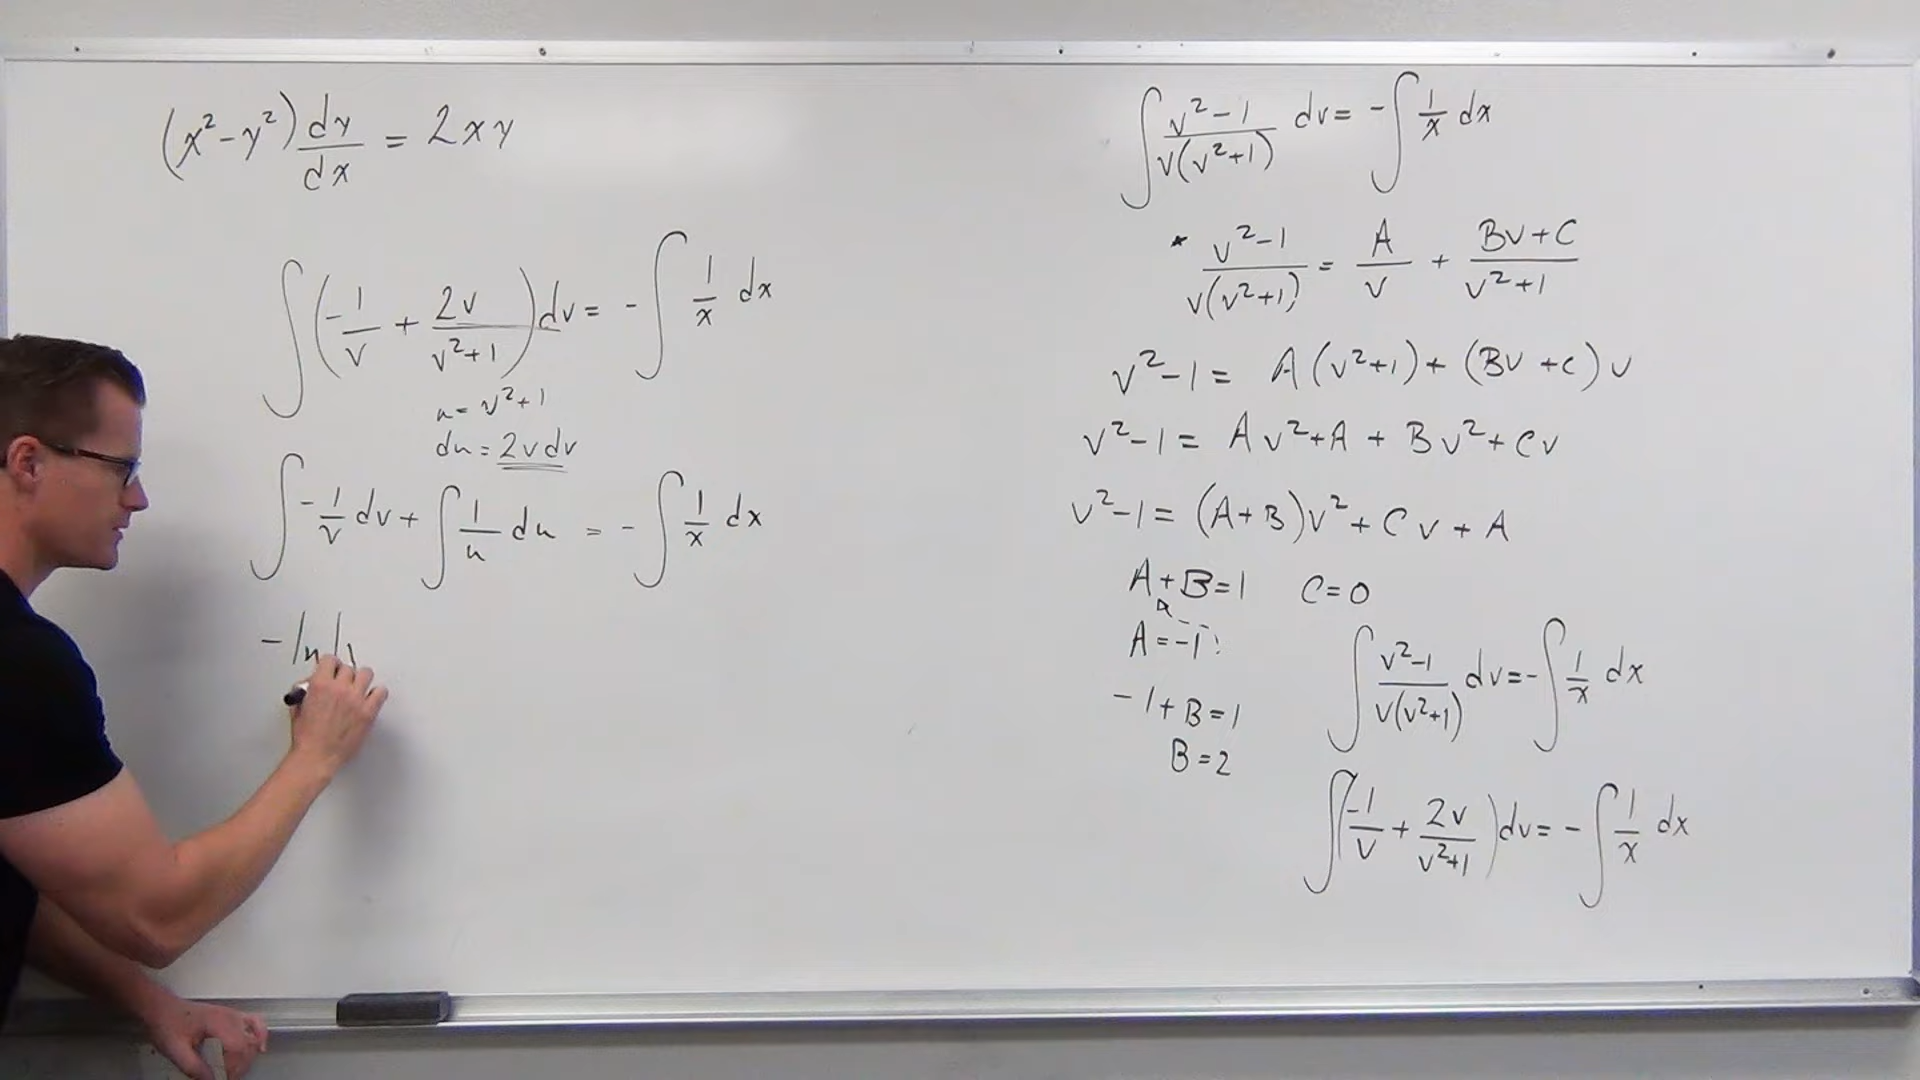 (x²-y²) dy/dx = 2xy
∫(-1/v + 2v/(v²+1))dv = -∫ 1/x dx
u = v²+1
du = 2vdv
∫ -1/v dv + ∫ 1/u du = -∫ 1/x dx
- ln|
∫ (v²-1)/(v(v²+1)) dv = -∫ 1/x dx
* (v²-1)/(v(v²+1)) = A/v + (Bv+C)/(v²+1)
v²-1 = A(v²+1) + (Bv+C)v
v²-1 = Av²+A + Bv²+Cv
v²-1 = (A+B)v² + Cv + A
A+B=1 C=0
A=-1
-1+B=1
B=2
∫ (v²-1)/(v(v²+1)) dv = -∫ 1/x dx
∫(-1/v + 2v/(v²+1))dv = -∫ 1/x dx